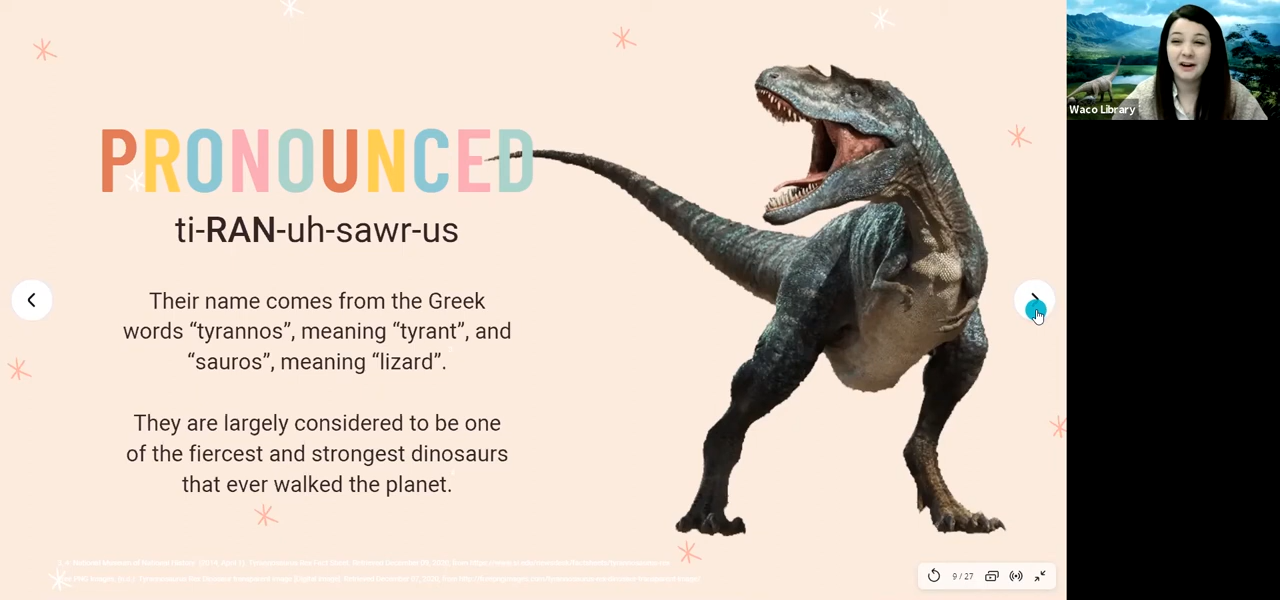 PRONOUNCED
ti-RAN-uh-sawr-us
Their name comes from the Greek
words “tyrannos”, meaning “tyrant”, and
“sauros”, meaning “lizard”.
They are largely considered to be one
of the fiercest and strongest dinosaurs
that ever walked the planet.
Waco Library
9 / 27